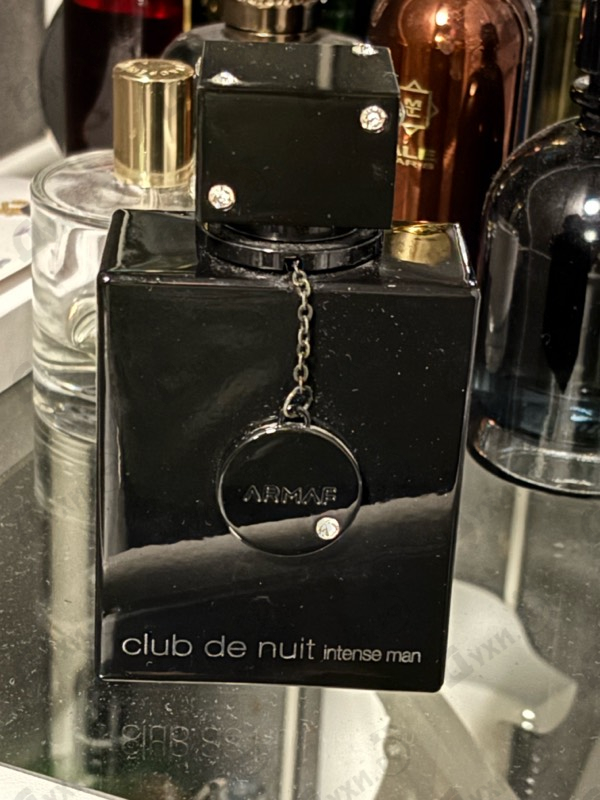 ARMAF
club de nuit intense man